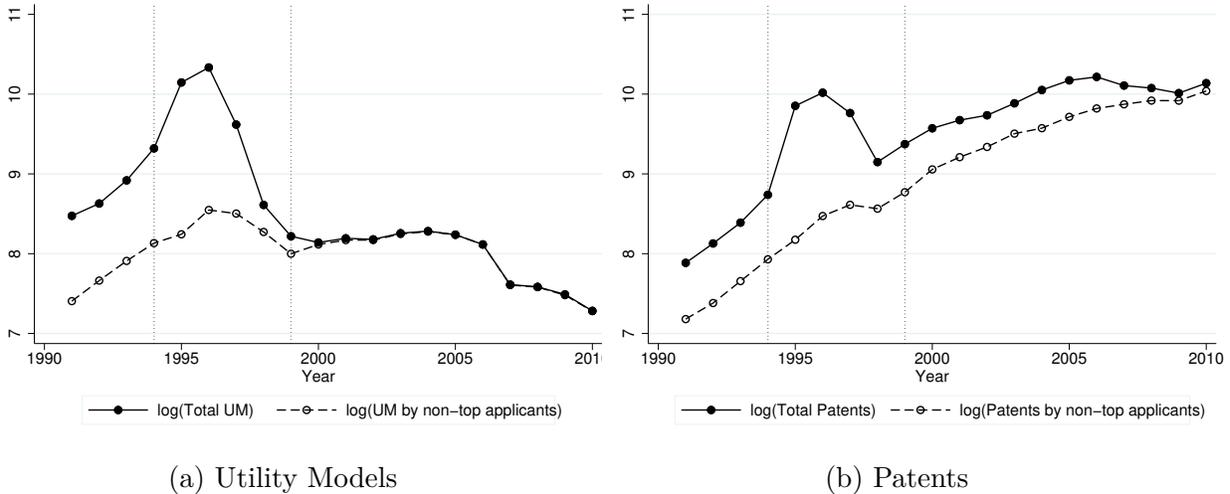 11
10
9
8
7
1990 1995 2000 2005 201
Year
log(Total UM) log(UM by non−top applicants)
(a) Utility Models
11
10
9
8
7
1990 1995 2000 2005 2010
Year
log(Total Patents) log(Patents by non−top applicants)
(b) Patents